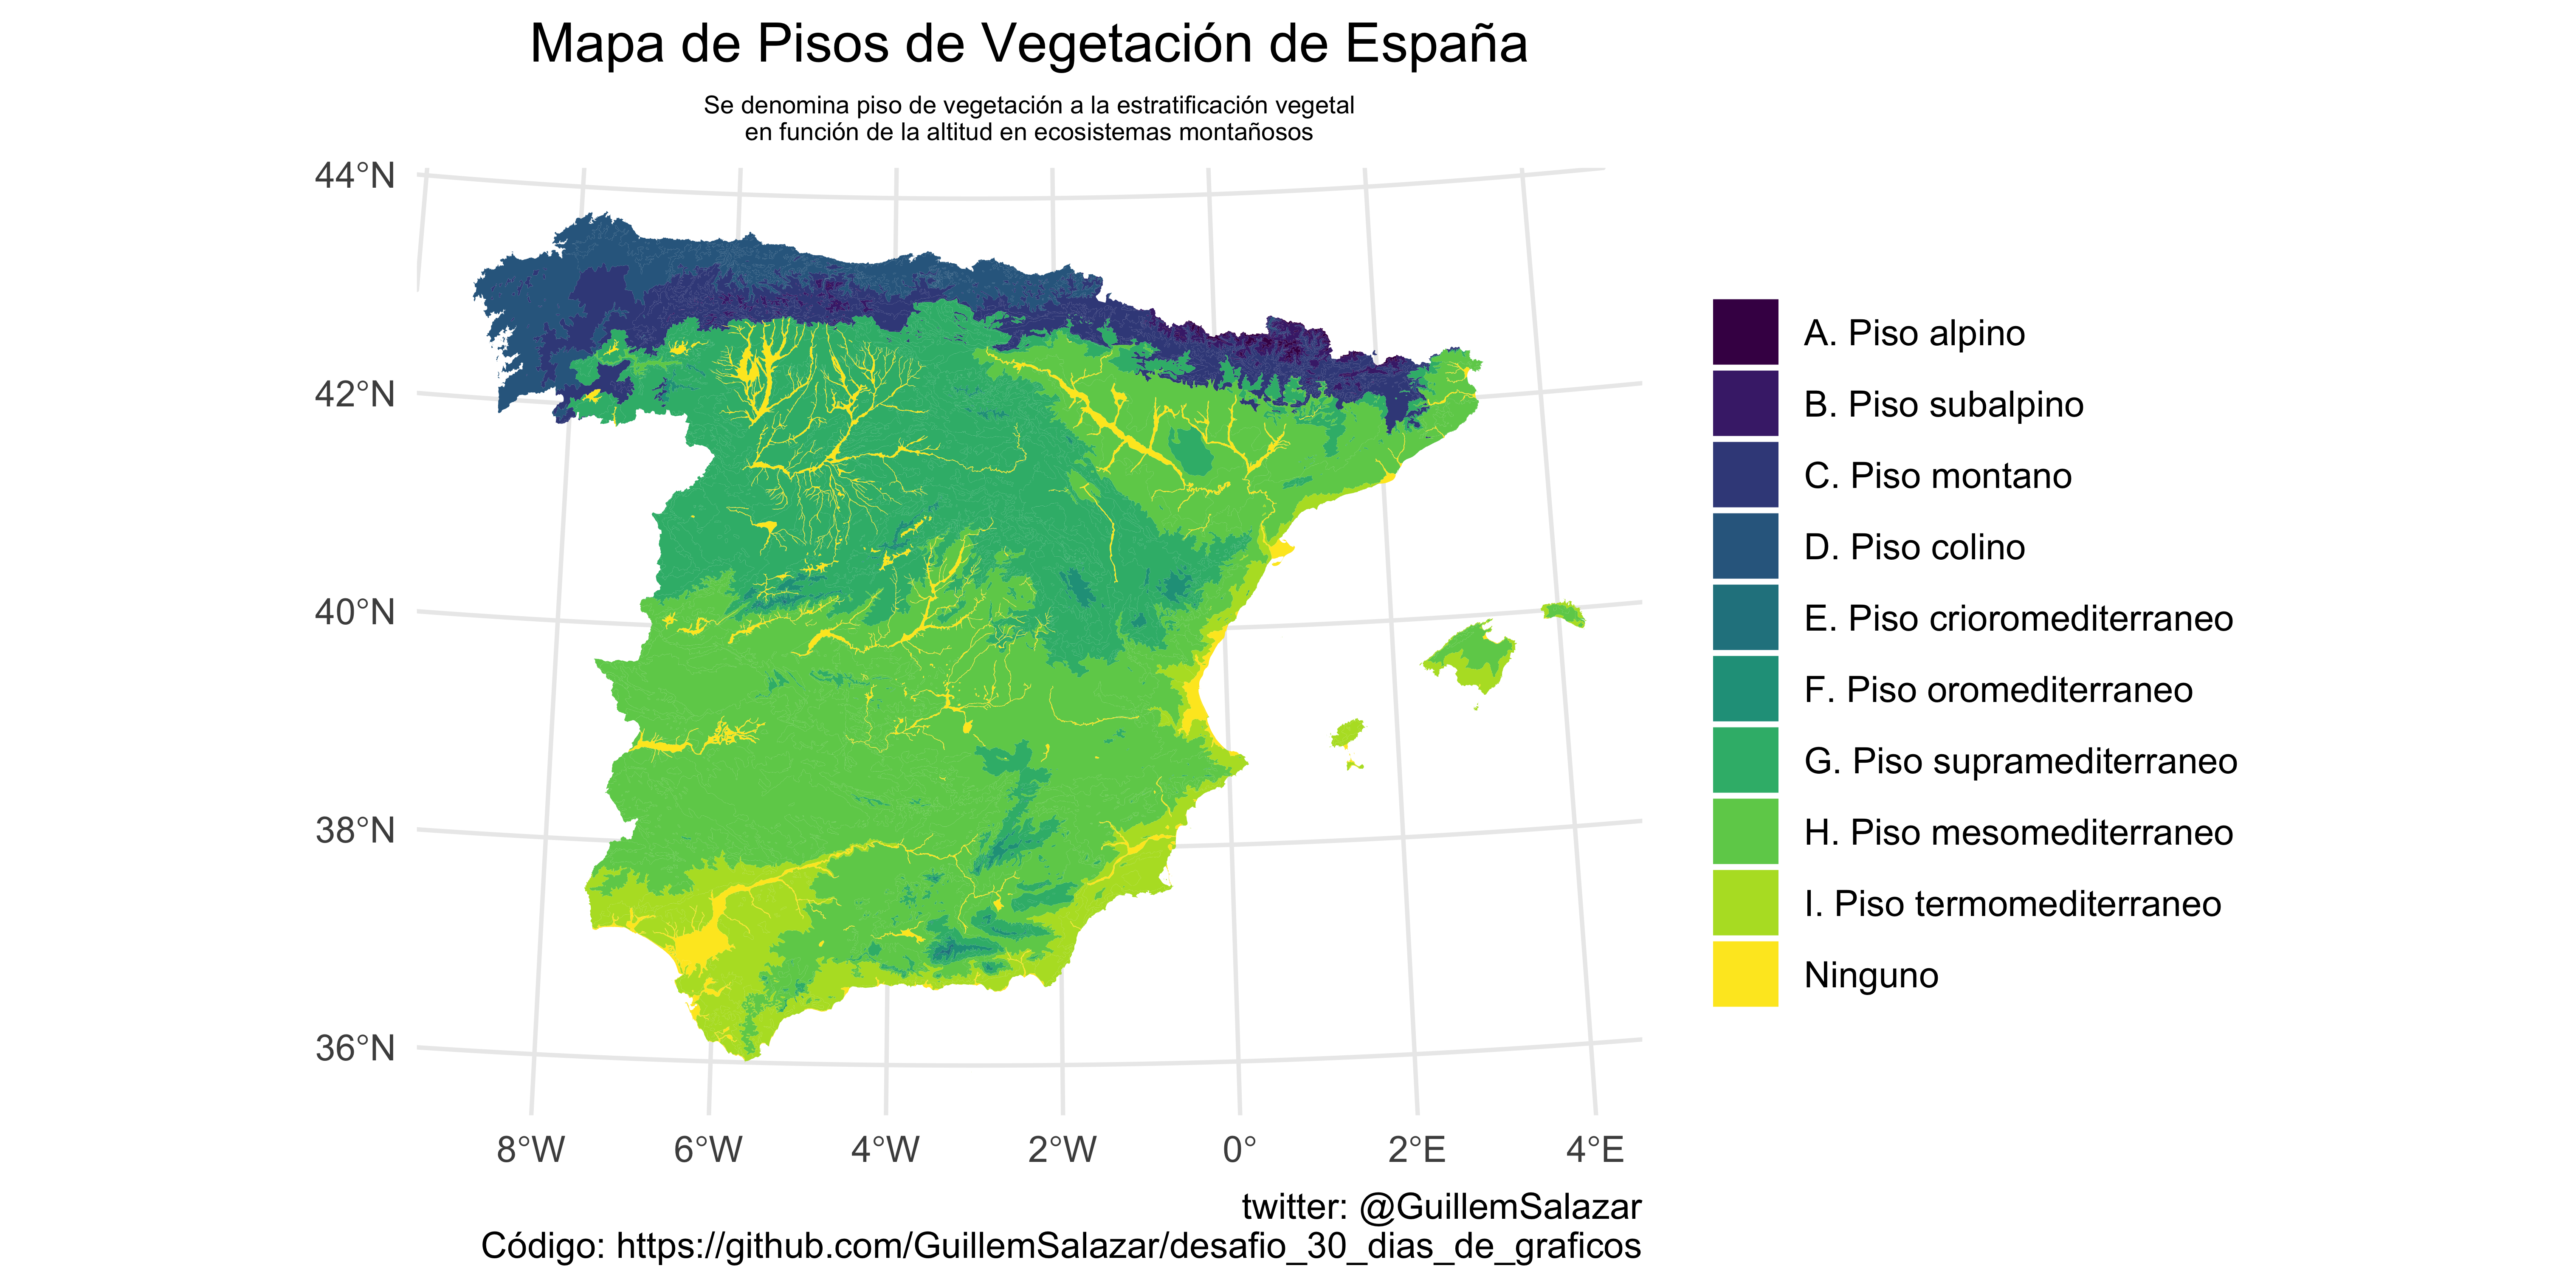 Mapa de Pisos de Vegetación de España
Se denomina piso de vegetación a la estratificación vegetal
en función de la altitud en ecosistemas montañosos
44°N
42°N
40°N
38°N
36°N
8°W
6°W
4°W
2°W
0°
2°E
4°E
A. Piso alpino
B. Piso subalpino
C. Piso montano
D. Piso colino
E. Piso crioromediterraneo
F. Piso oromediterraneo
G. Piso supramediterraneo
H. Piso mesomediterraneo
I. Piso termomediterraneo
Ninguno
twitter: @GuillemSalazar
Código: https://github.com/GuillemSalazar/desafio_30_dias_de_graficos